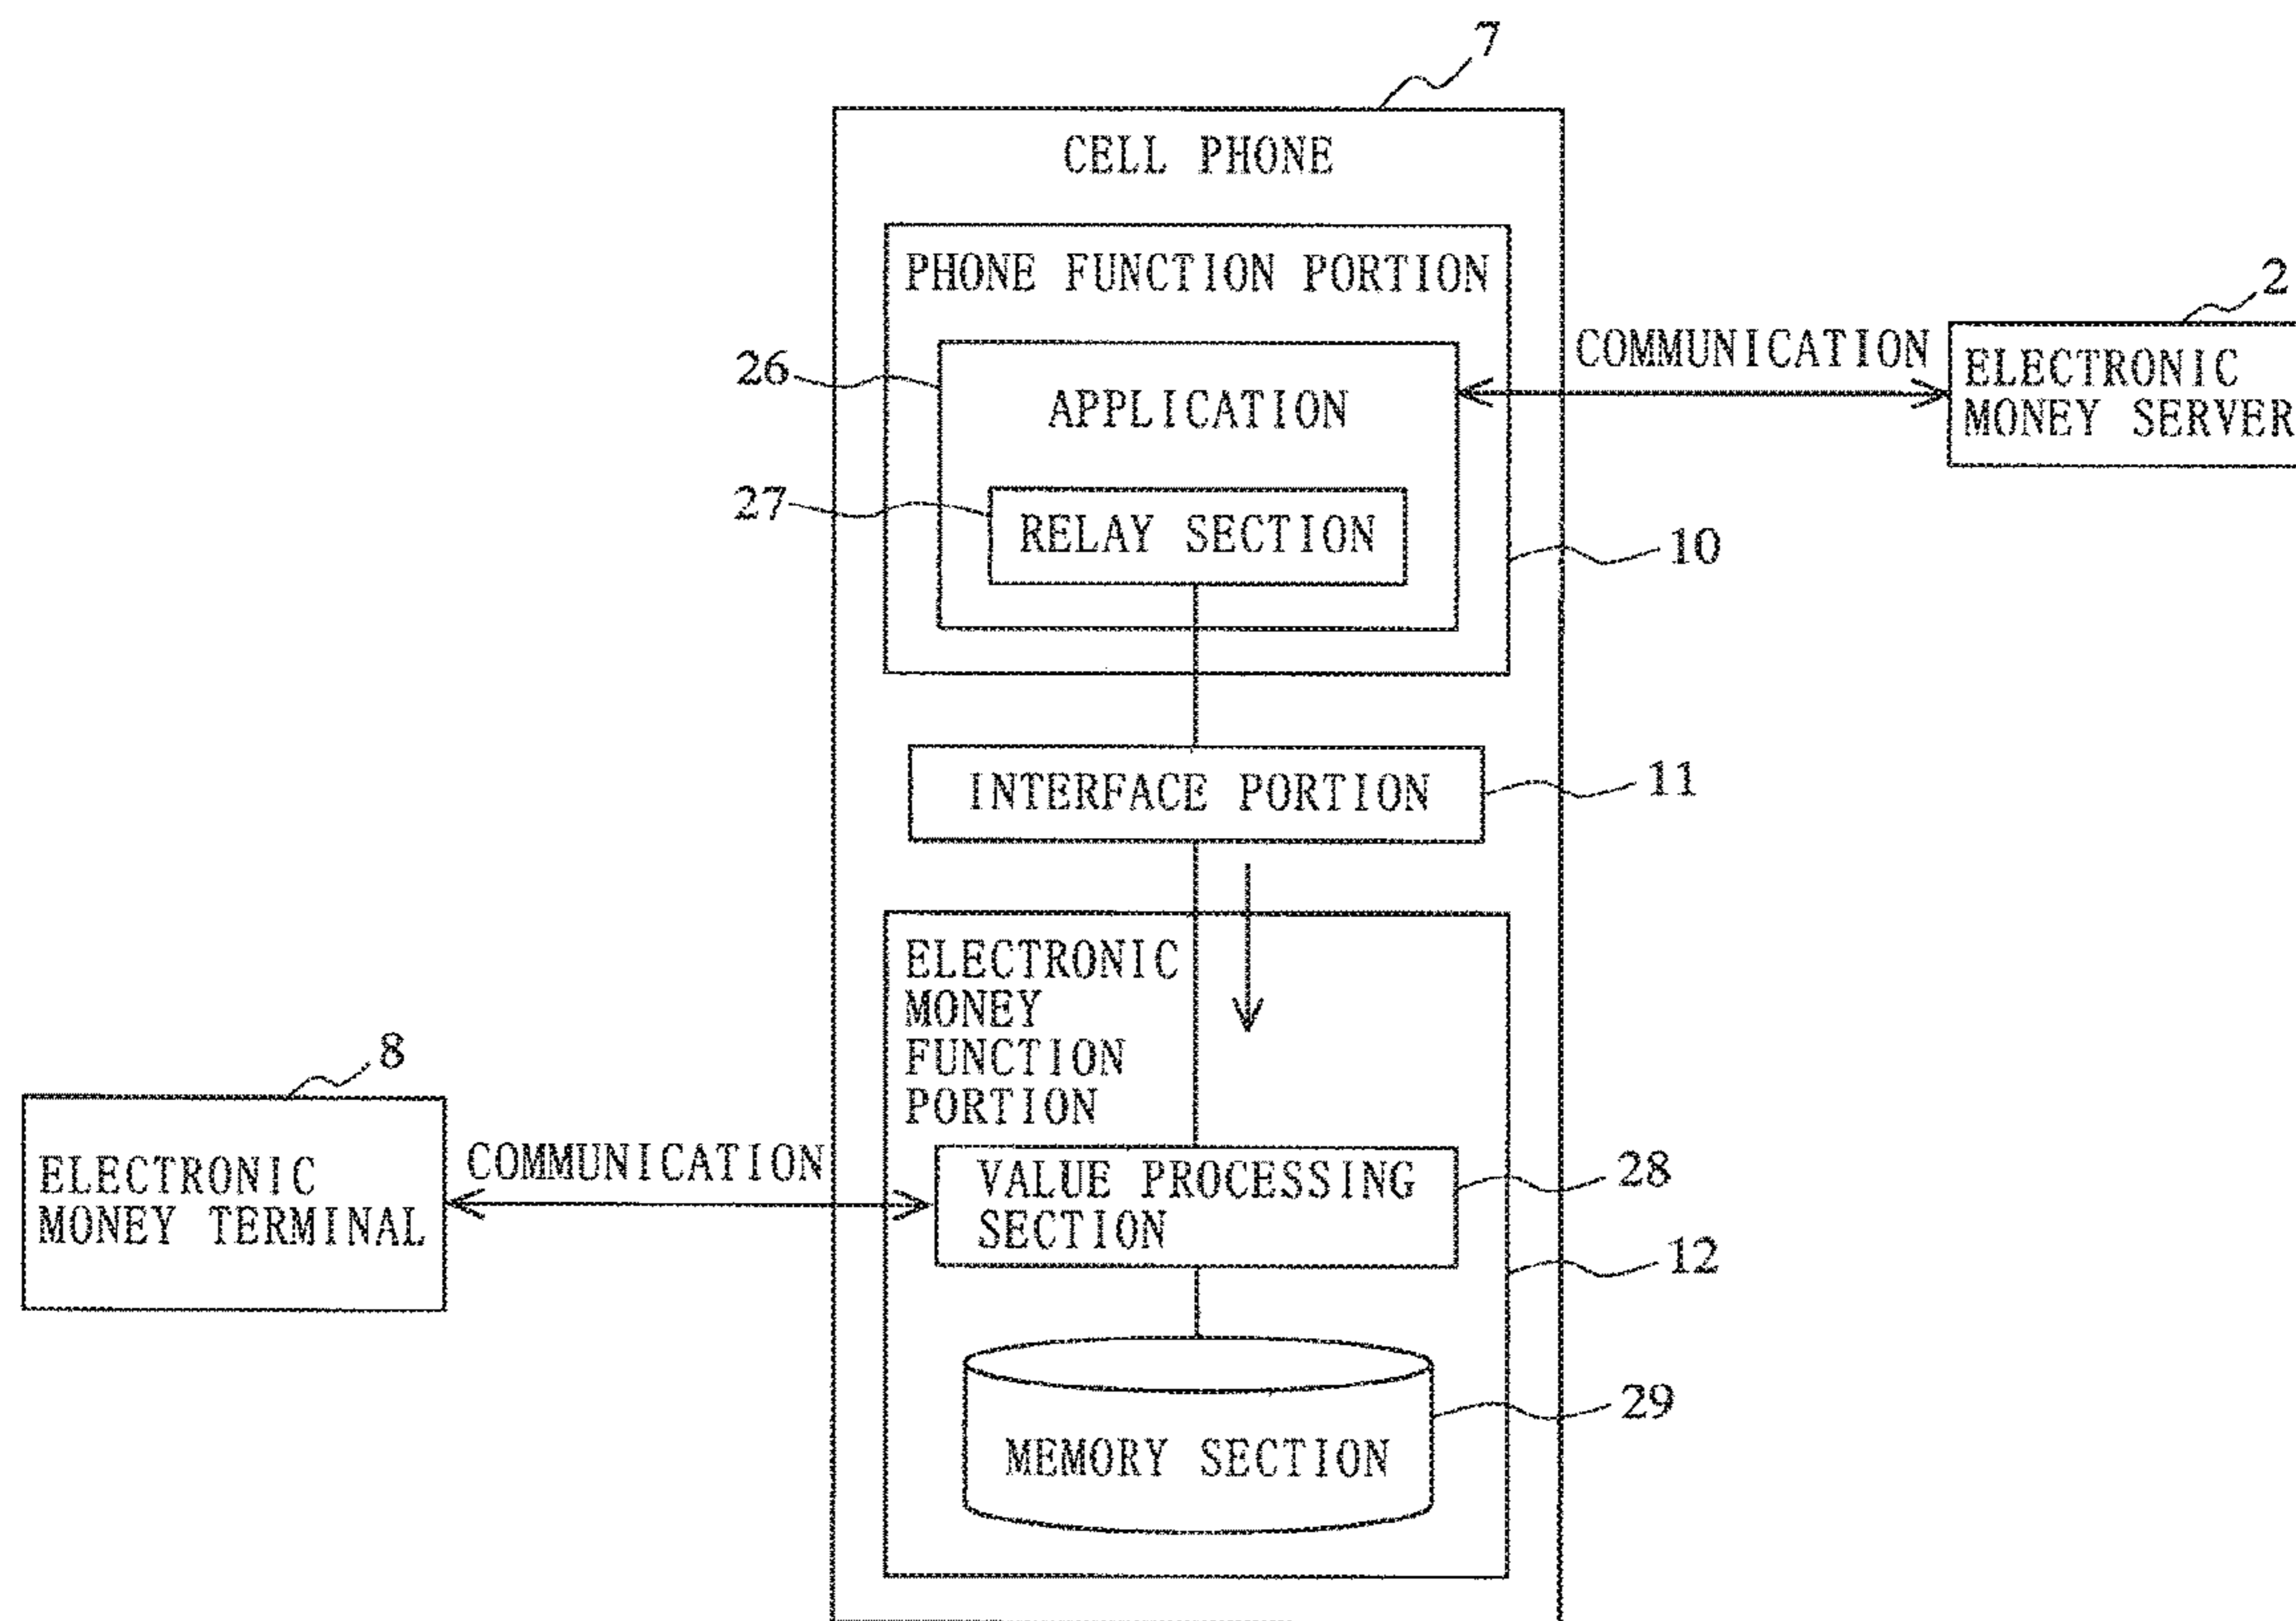 7
CELL PHONE
PHONE FUNCTION PORTION
2
26
APPLICATION
COMMUNICATION
ELECTRONIC
MONEY SERVER
27
RELAY SECTION
10
INTERFACE PORTION
11
ELECTRONIC
MONEY
FUNCTION
PORTION
8
ELECTRONIC
MONEY TERMINAL
COMMUNICATION
VALUE PROCESSING
SECTION
28
12
29
MEMORY SECTION